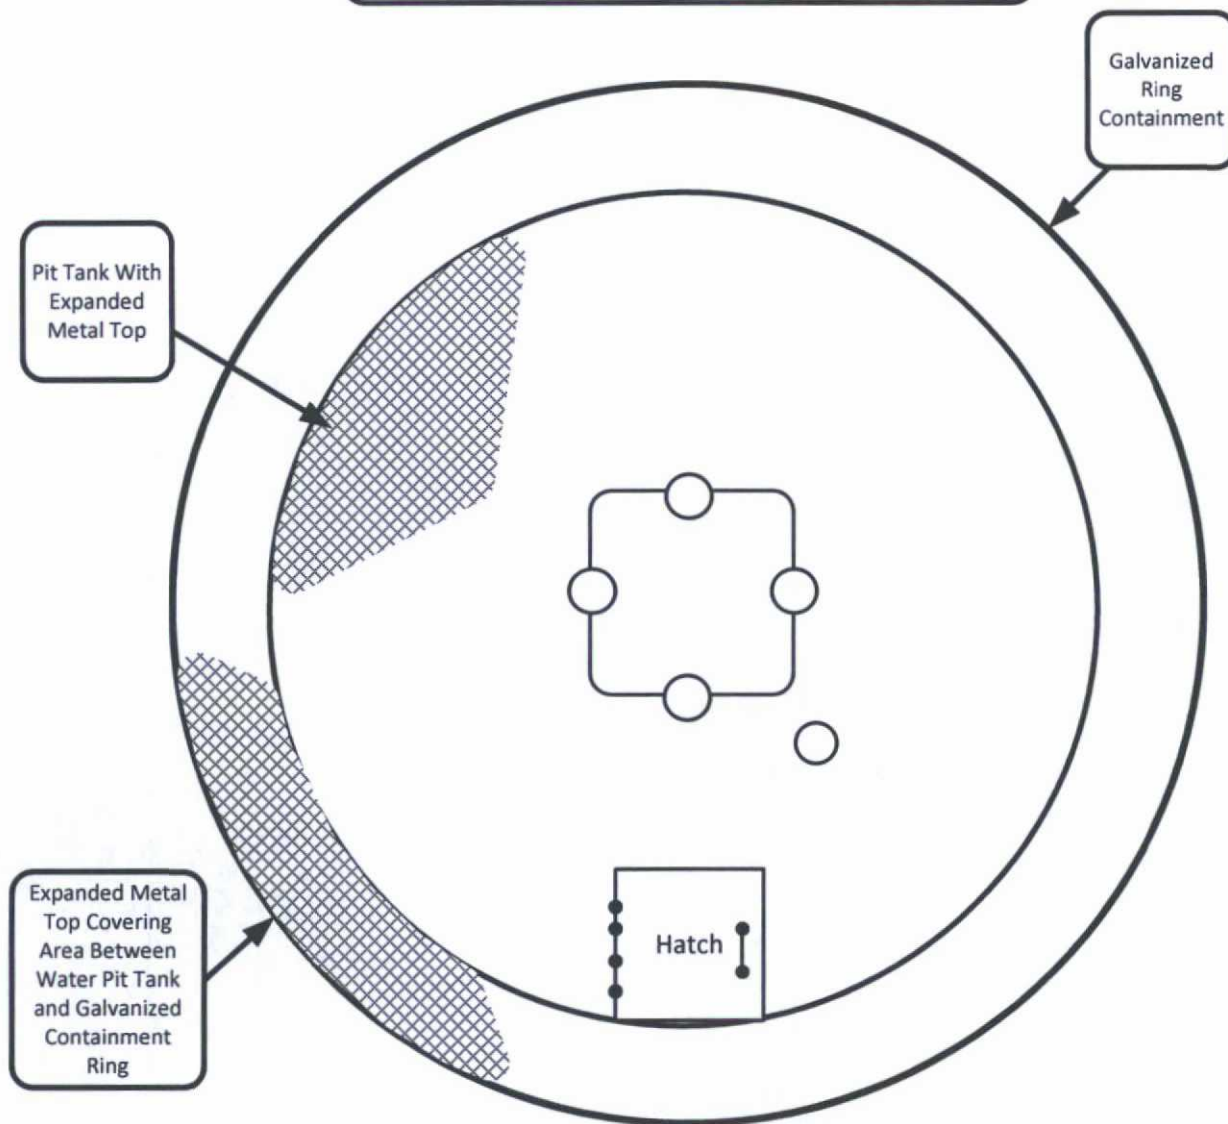 Galvanized
Ring
Containment
Pit Tank With
Expanded
Metal Top
Expanded Metal
Top Covering
Area Between
Water Pit Tank
and Galvanized
Containment
Ring
Hatch